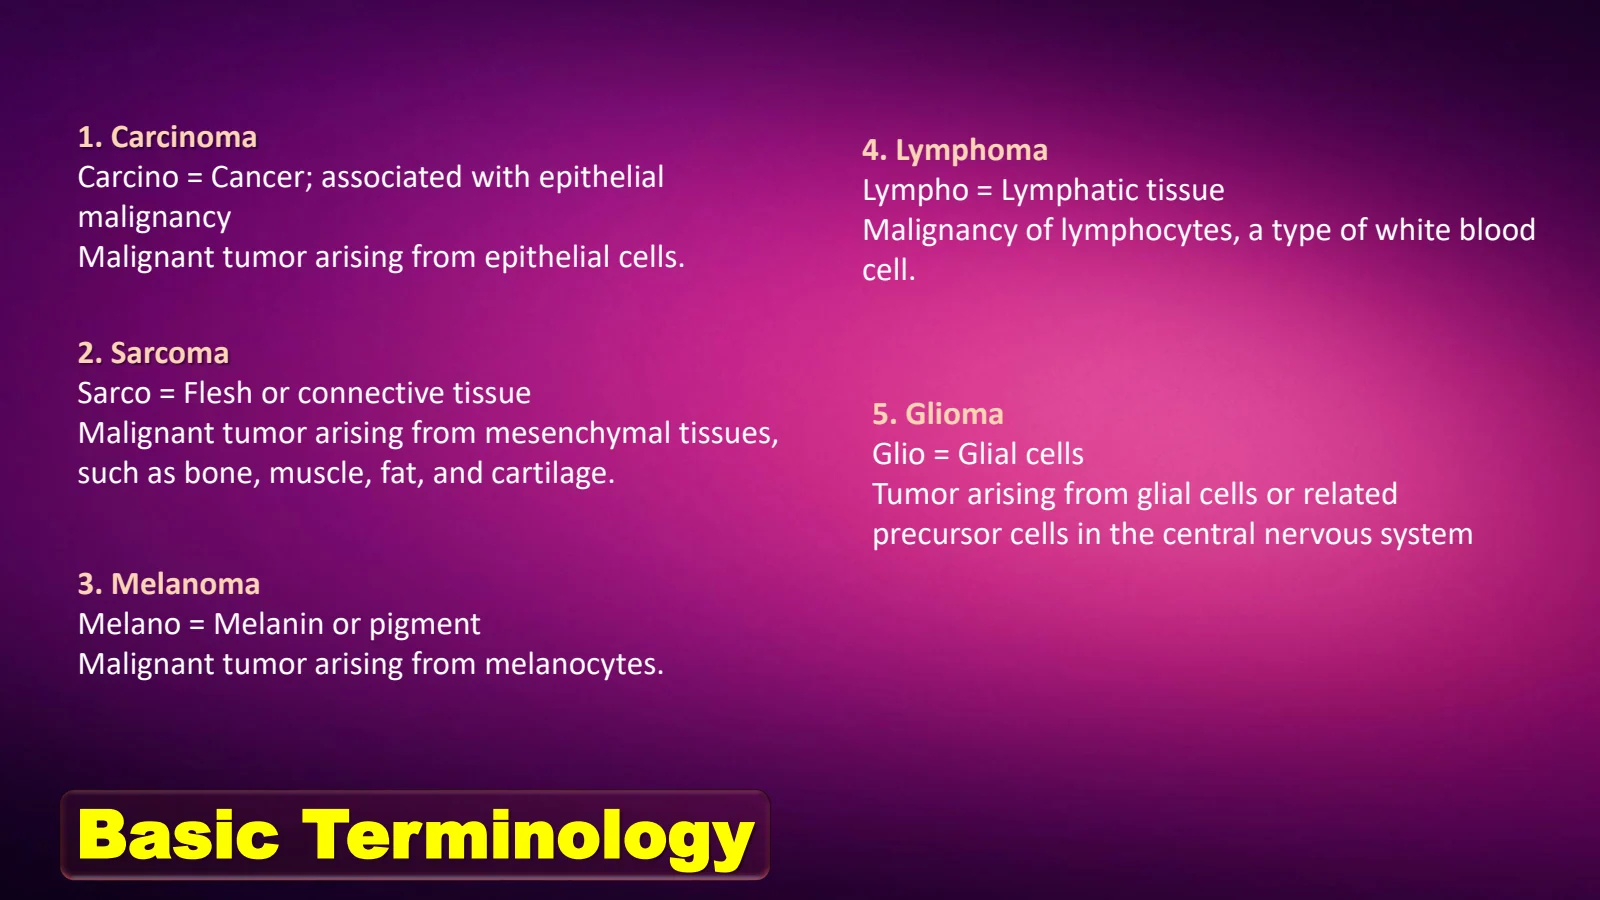 1. Carcinoma
Carcino = Cancer; associated with epithelial
malignancy
Malignant tumor arising from epithelial cells.
2. Sarcoma
Sarco = Flesh or connective tissue
Malignant tumor arising from mesenchymal tissues,
such as bone, muscle, fat, and cartilage.
3. Melanoma
Melano = Melanin or pigment
Malignant tumor arising from melanocytes.
4. Lymphoma
Lympho = Lymphatic tissue
Malignancy of lymphocytes, a type of white blood
cell.
5. Glioma
Glio = Glial cells
Tumor arising from glial cells or related
precursor cells in the central nervous system
Basic Terminology